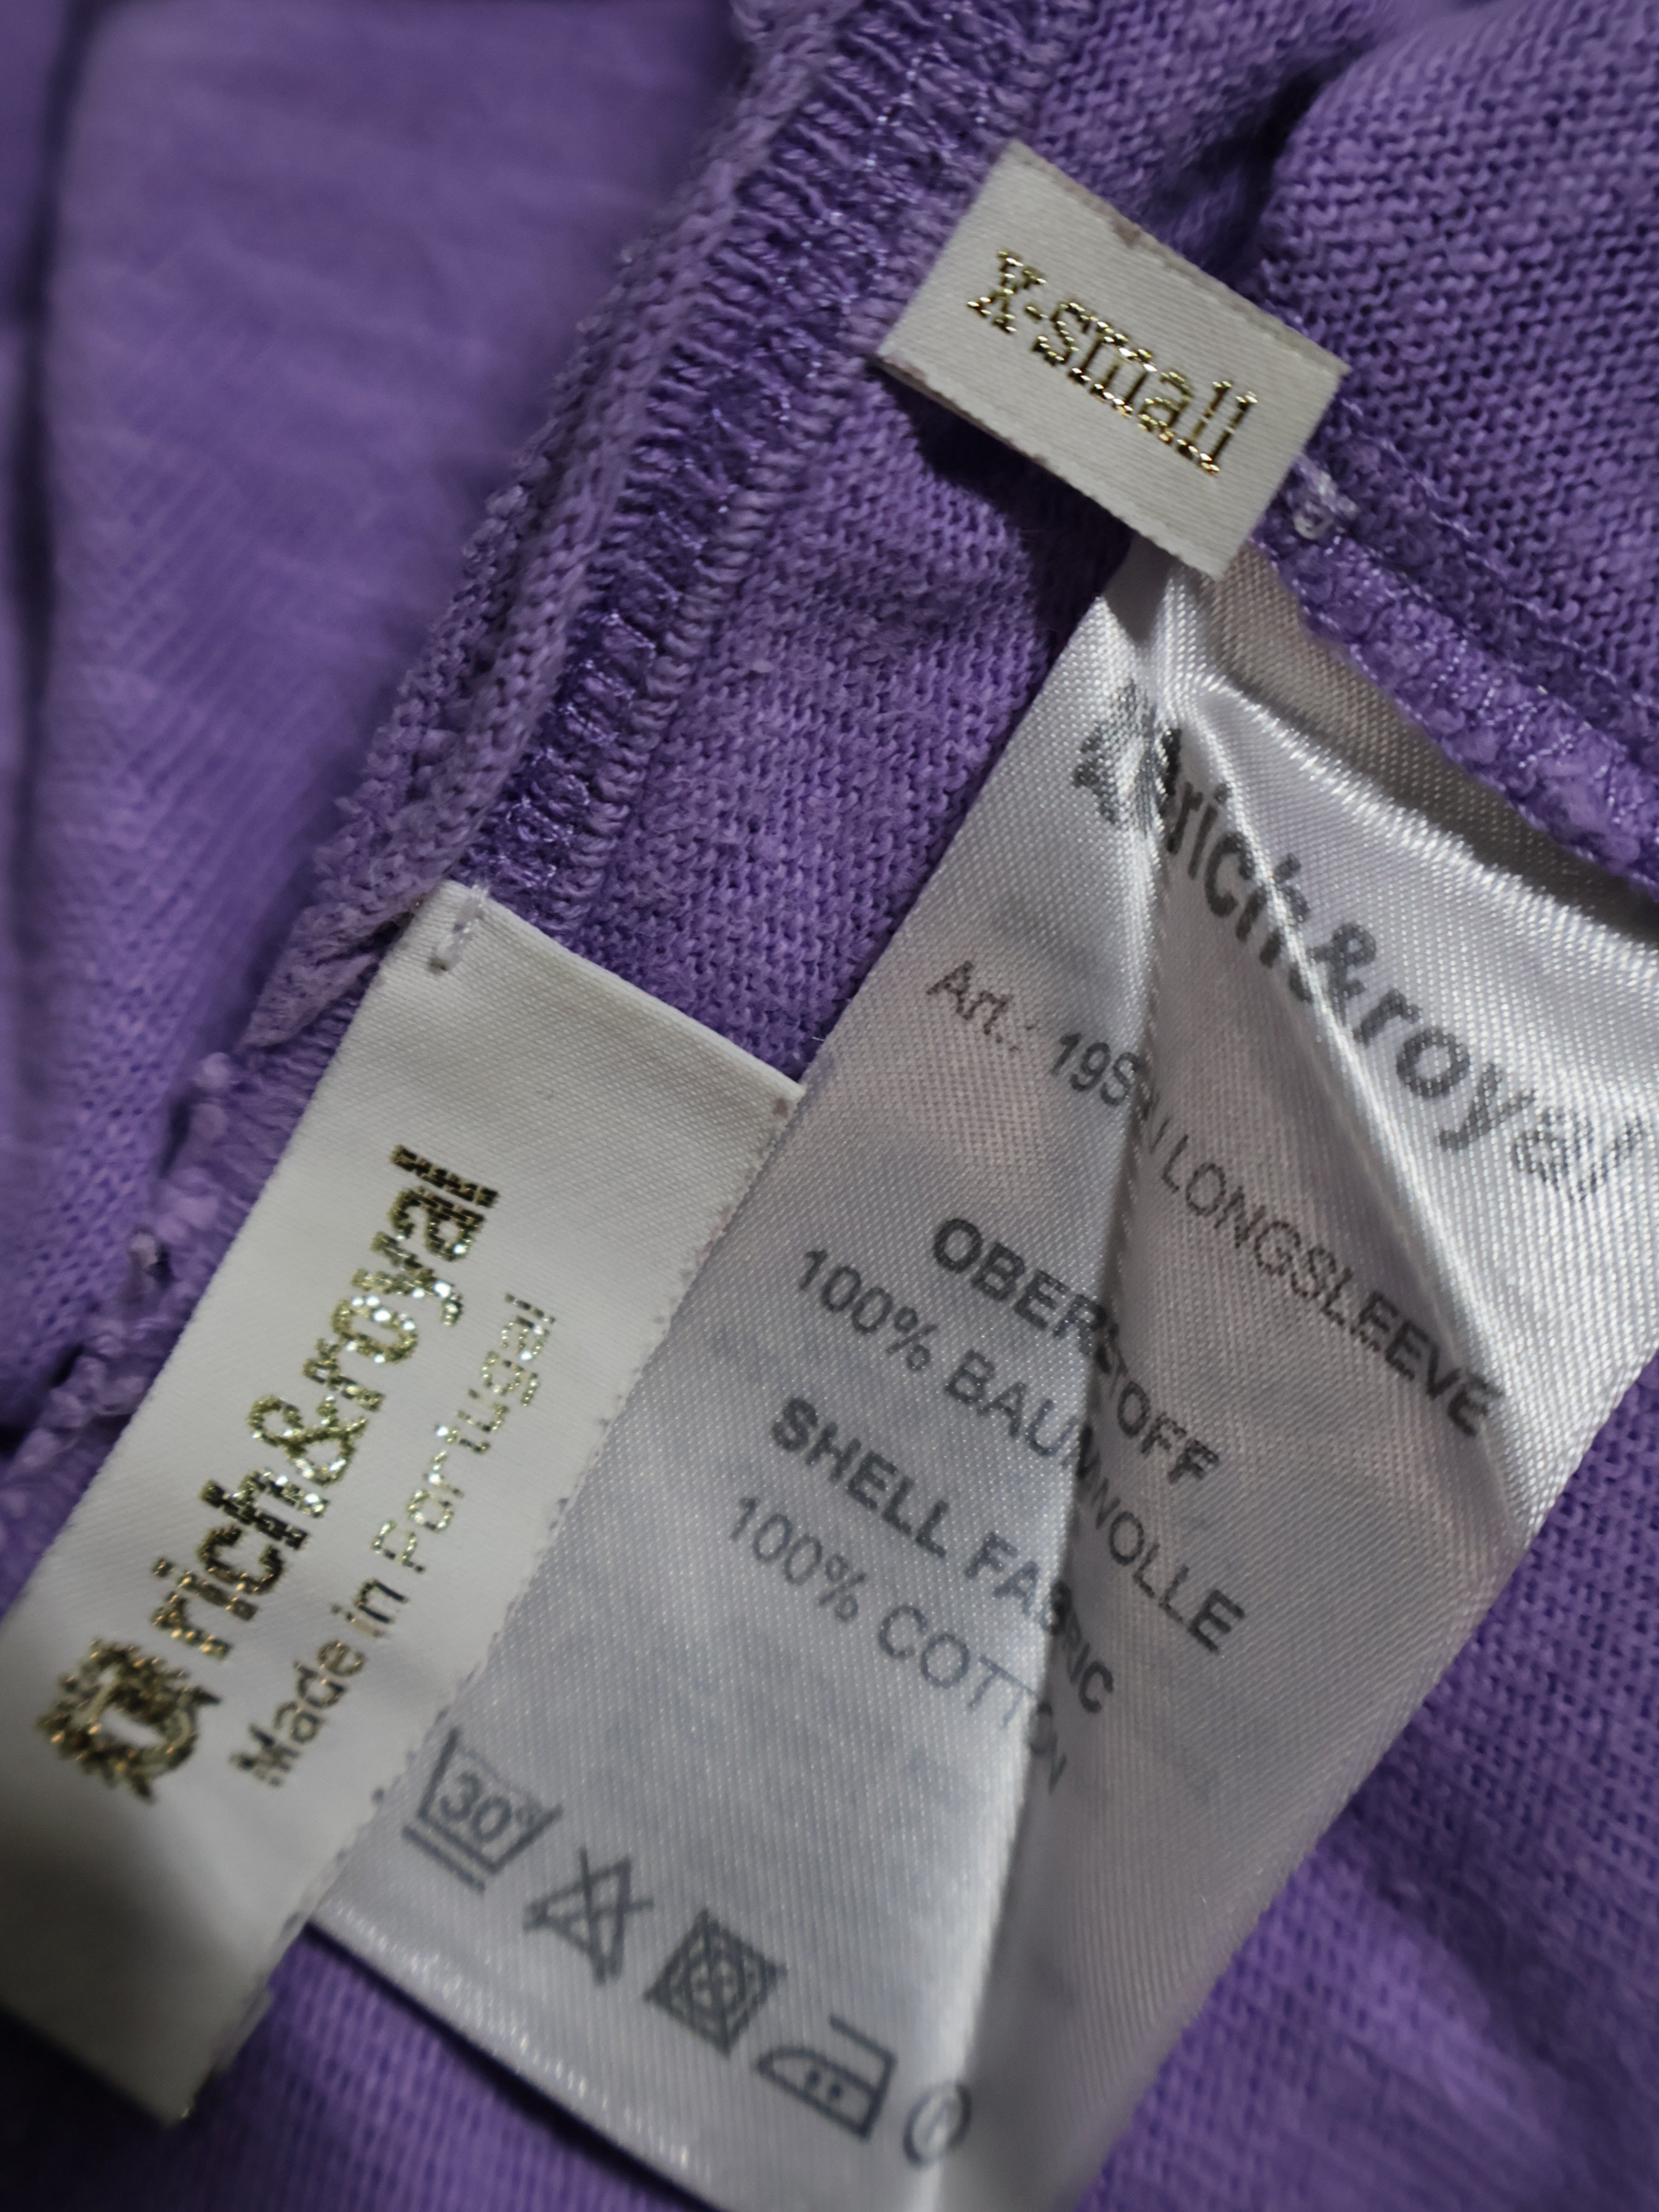 X-small
rich&royal
Art.: LONGSLEEVE
OBERSTOFF
100% BAUMWOLLE
SHELL FABRIC
100% COTTON
30°
rich&royal
Made in Portugal